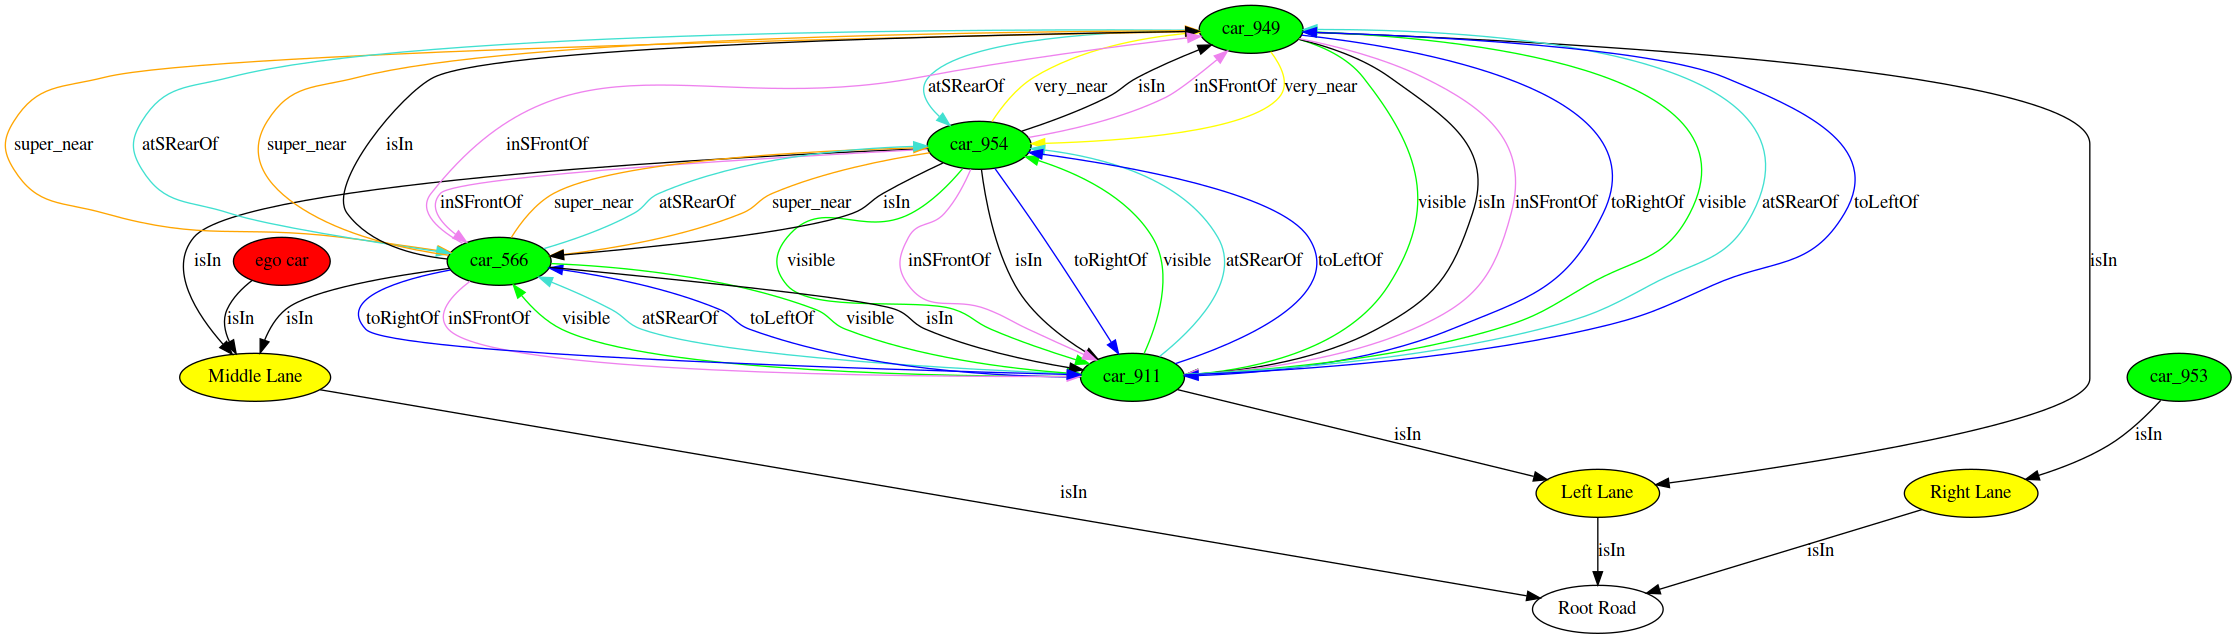 car_949
atSRearOf
very_near
isIn
inSFrontOf
very_near
super_near
atSRearOf
super_near
isIn
inSFrontOf
car_954
inSFrontOf
super_near
atSRearOf
super_near
isIn
visible
isIn
inSFrontOf
toRightOf
visible
atSRearOf
toLeftOf
isIn
ego car
car_566
visible
inSFrontOf
isIn
toRightOf
visible
atSRearOf
toLeftOf
isIn
isIn
isIn
toRightOf
inSFrontOf
visible
atSRearOf
toLeftOf
visible
isIn
Middle Lane
car_911
car_953
isIn
isIn
isIn
Left Lane
Right Lane
isIn
isIn
Root Road